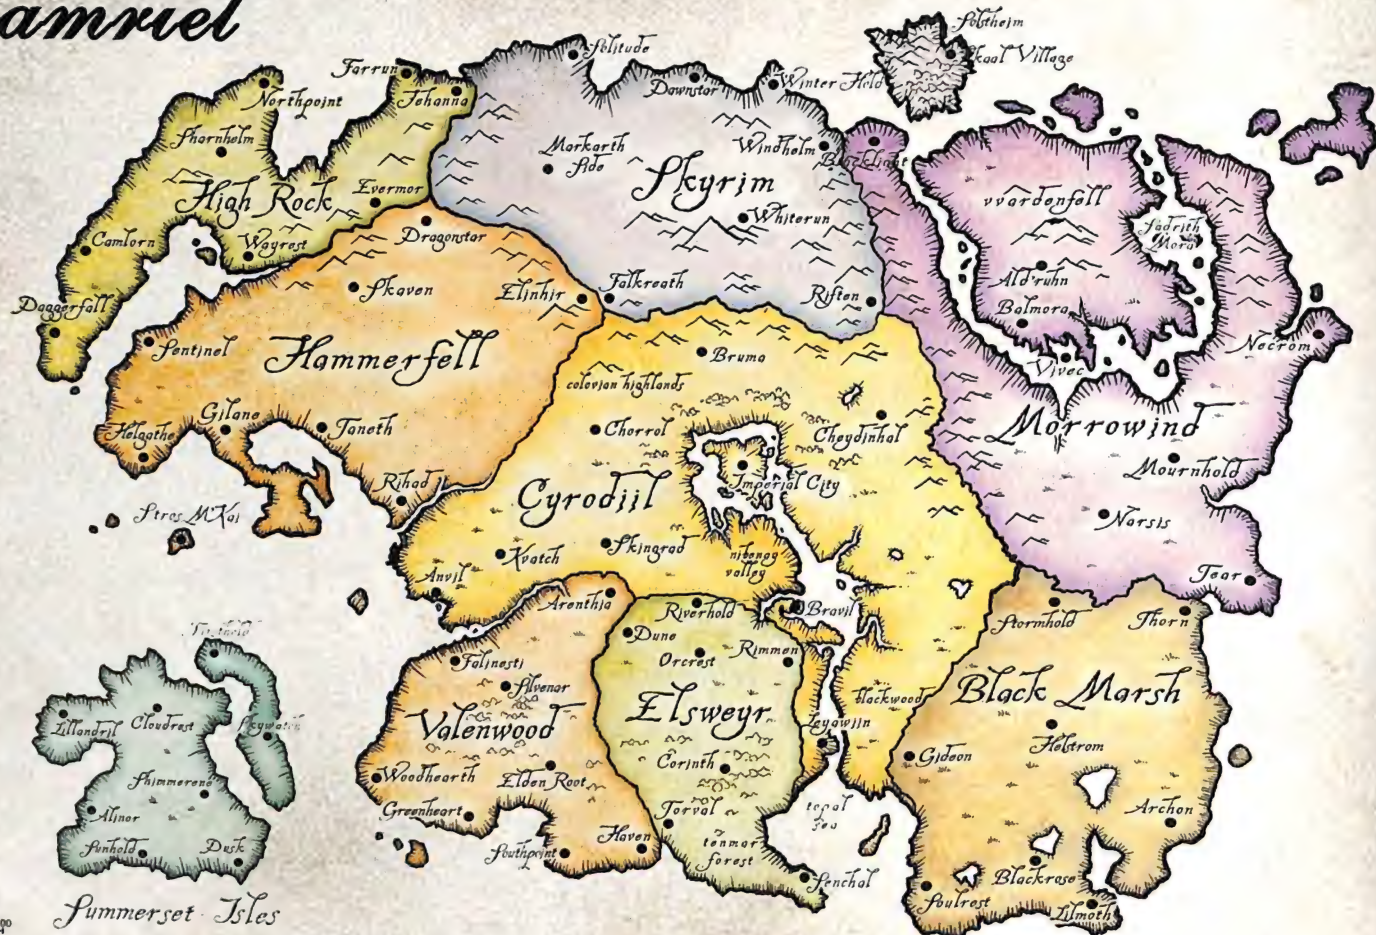 amriel
Solstheim
Skaal Village
Solitude
Farrun
Jehanna
Northpoint
Dawnstar
Winter Hold
Shornhelm
Markarth
Side
Windhelm
Blacklight
High Rock
Evermor
Skyrim
Whiterun
vvardenfell
Sadrith
Mora
Camlorn
Wayrest
Dragonstar
Ald'ruhn
Skaven
Elinhir
Falkreath
Riften
Balmora
Daggerfall
Sentinel
Hammerfell
Bruma
Vivec
Necrom
colovian highlands
Gilane
Taneth
Chorrol
Cheydinhal
Morrowind
Helgathe
Mournhold
Rihad
Cyrodiil
Imperial City
Stros M'Kai
Narsis
Kvatch
Skingrad
nibenay
valley
Anvil
Tear
Arenthia
Riverhold
Bravil
Stormhold
Thorn
Dune
Falinesti
Orcrest
Rimmen
Silvenar
Elsweyr
blackwood
Black Marsh
Lillandril
Cloudrest
Skywatch
Valenwood
Leyawiin
Helstrom
Gideon
Corinth
Shimmerene
Woodhearth
Elden Root
Alinor
Greenheart
Torval
topal
sea
Archon
Sunhold
Dusk
Southpoint
Haven
tenmar
forest
Senchal
Blackrose
Soulrest
Lilmoth
Summerset Isles